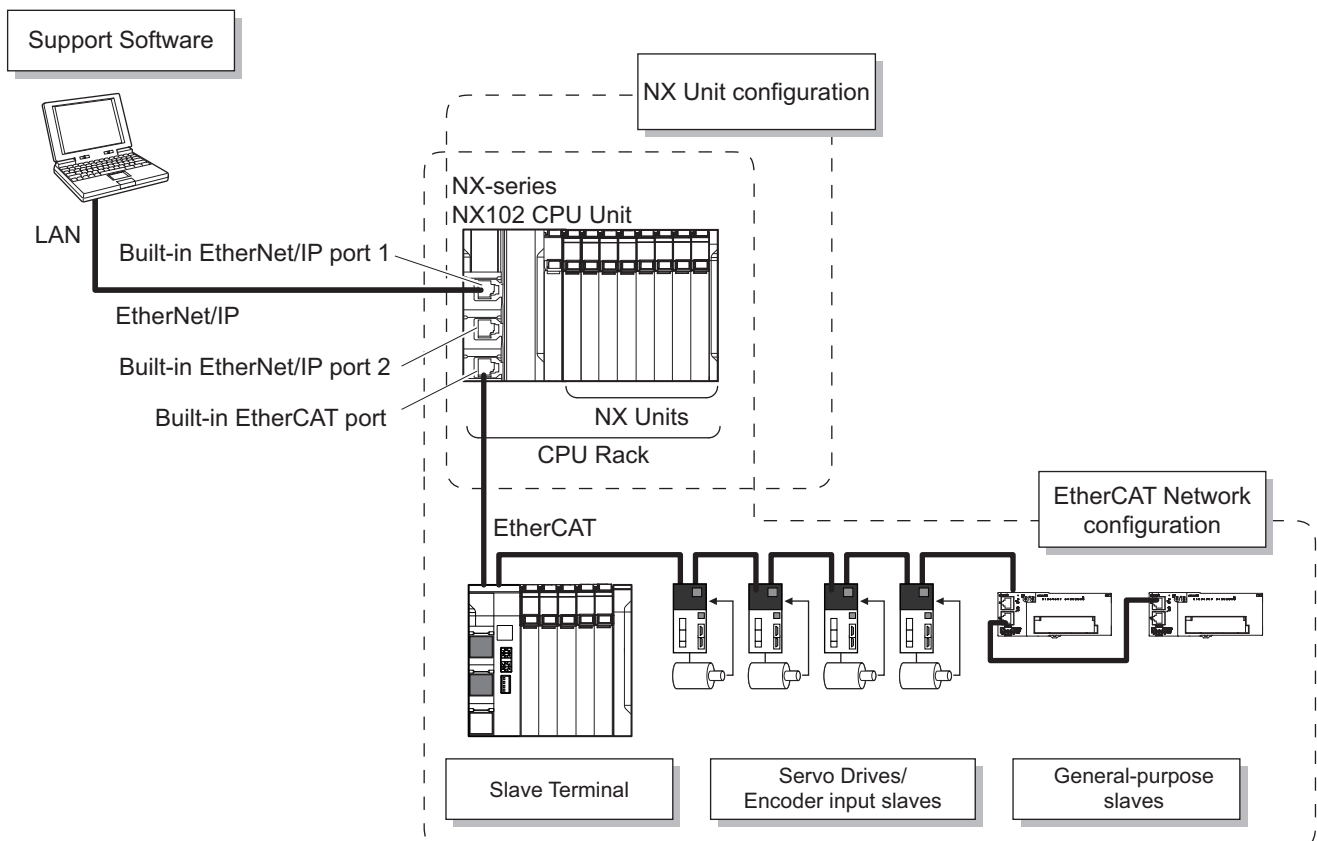 Support Software
NX Unit configuration
NX-series
NX102 CPU Unit
LAN
Built-in EtherNet/IP port 1
EtherNet/IP
Built-in EtherNet/IP port 2
Built-in EtherCAT port
NX Units
CPU Rack
EtherCAT Network
configuration
EtherCAT
Slave Terminal
Servo Drives/
Encoder input slaves
General-purpose
slaves